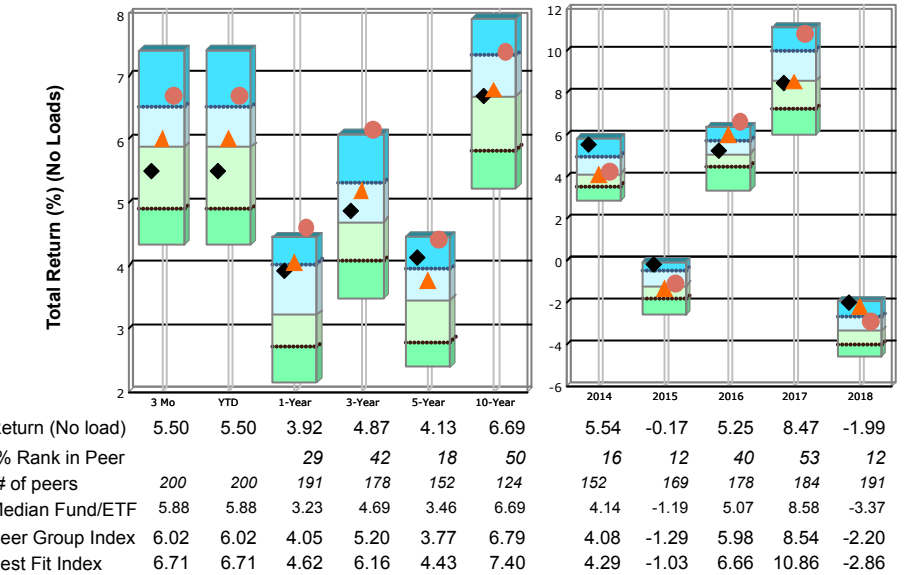 Total Return (%) (No Loads)
8
7
6
5
4
3
2
12
10
8
6
4
2
0
-2
-4
-6
3 Mo YTD 1-Year 3-Year 5-Year 10-Year 2014 2015 2016 2017 2018
eturn (No load) 5.50 5.50 3.92 4.87 4.13 6.69 5.54 -0.17 5.25 8.47 -1.99
% Rank in Peer 29 42 18 50 16 12 40 53 12
# of peers 200 200 191 178 152 124 152 169 178 184 191
Median Fund/ETF 5.88 5.88 3.23 4.69 3.46 6.69 4.14 -1.19 5.07 8.58 -3.37
eer Group Index 6.02 6.02 4.05 5.20 3.77 6.79 4.08 -1.29 5.98 8.54 -2.20
est Fit Index 6.71 6.71 4.62 6.16 4.43 7.40 4.29 -1.03 6.66 10.86 -2.86